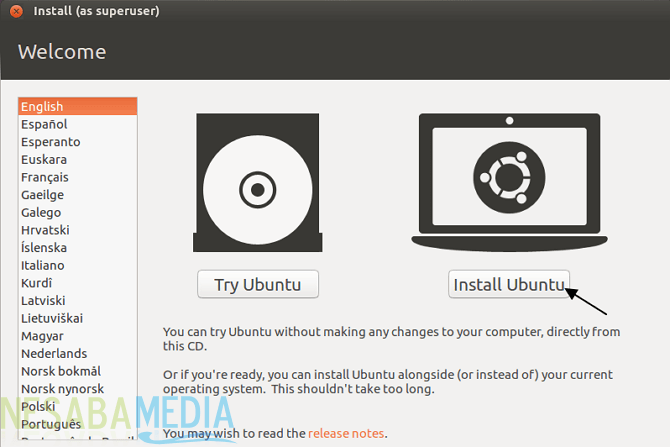 Install (as superuser)
Welcome
English
Español
Esperanto
Euskara
Français
Gaeilge
Galego
Hrvatski
Íslenska
Italiano
Kurdî
Latviski
Lietuviškai
Magyar
Nederlands
Norsk bokmål
Norsk nynorsk
Polski
Português
Try Ubuntu
Install Ubuntu
You can try Ubuntu without making any changes to your computer, directly from
this CD.
Or if you're ready, you can install Ubuntu alongside (or instead of) your current
operating system. This shouldn't take too long.
You may wish to read the release notes.
NESABAMEDIA